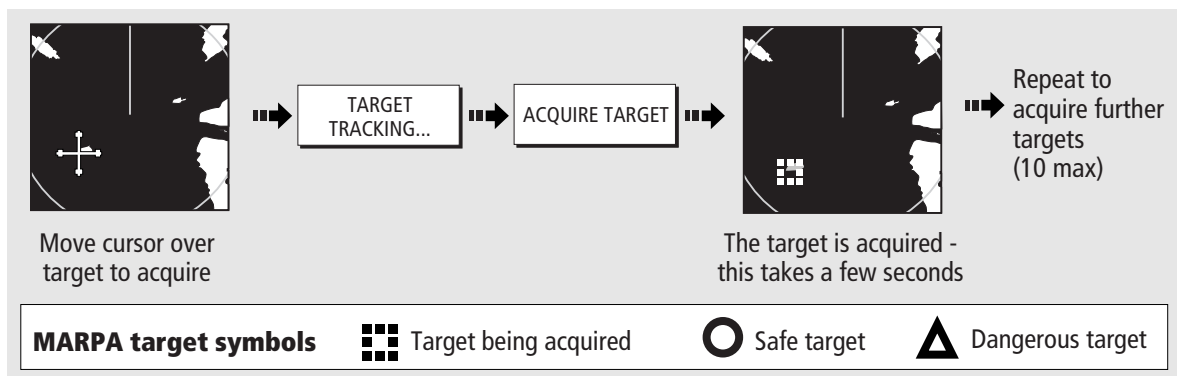 TARGET
TRACKING...
ACQUIRE TARGET
Repeat to
acquire further
targets
(10 max)
Move cursor over
target to acquire
The target is acquired -
this takes a few seconds
MARPA target symbols
Target being acquired
Safe target
Dangerous target